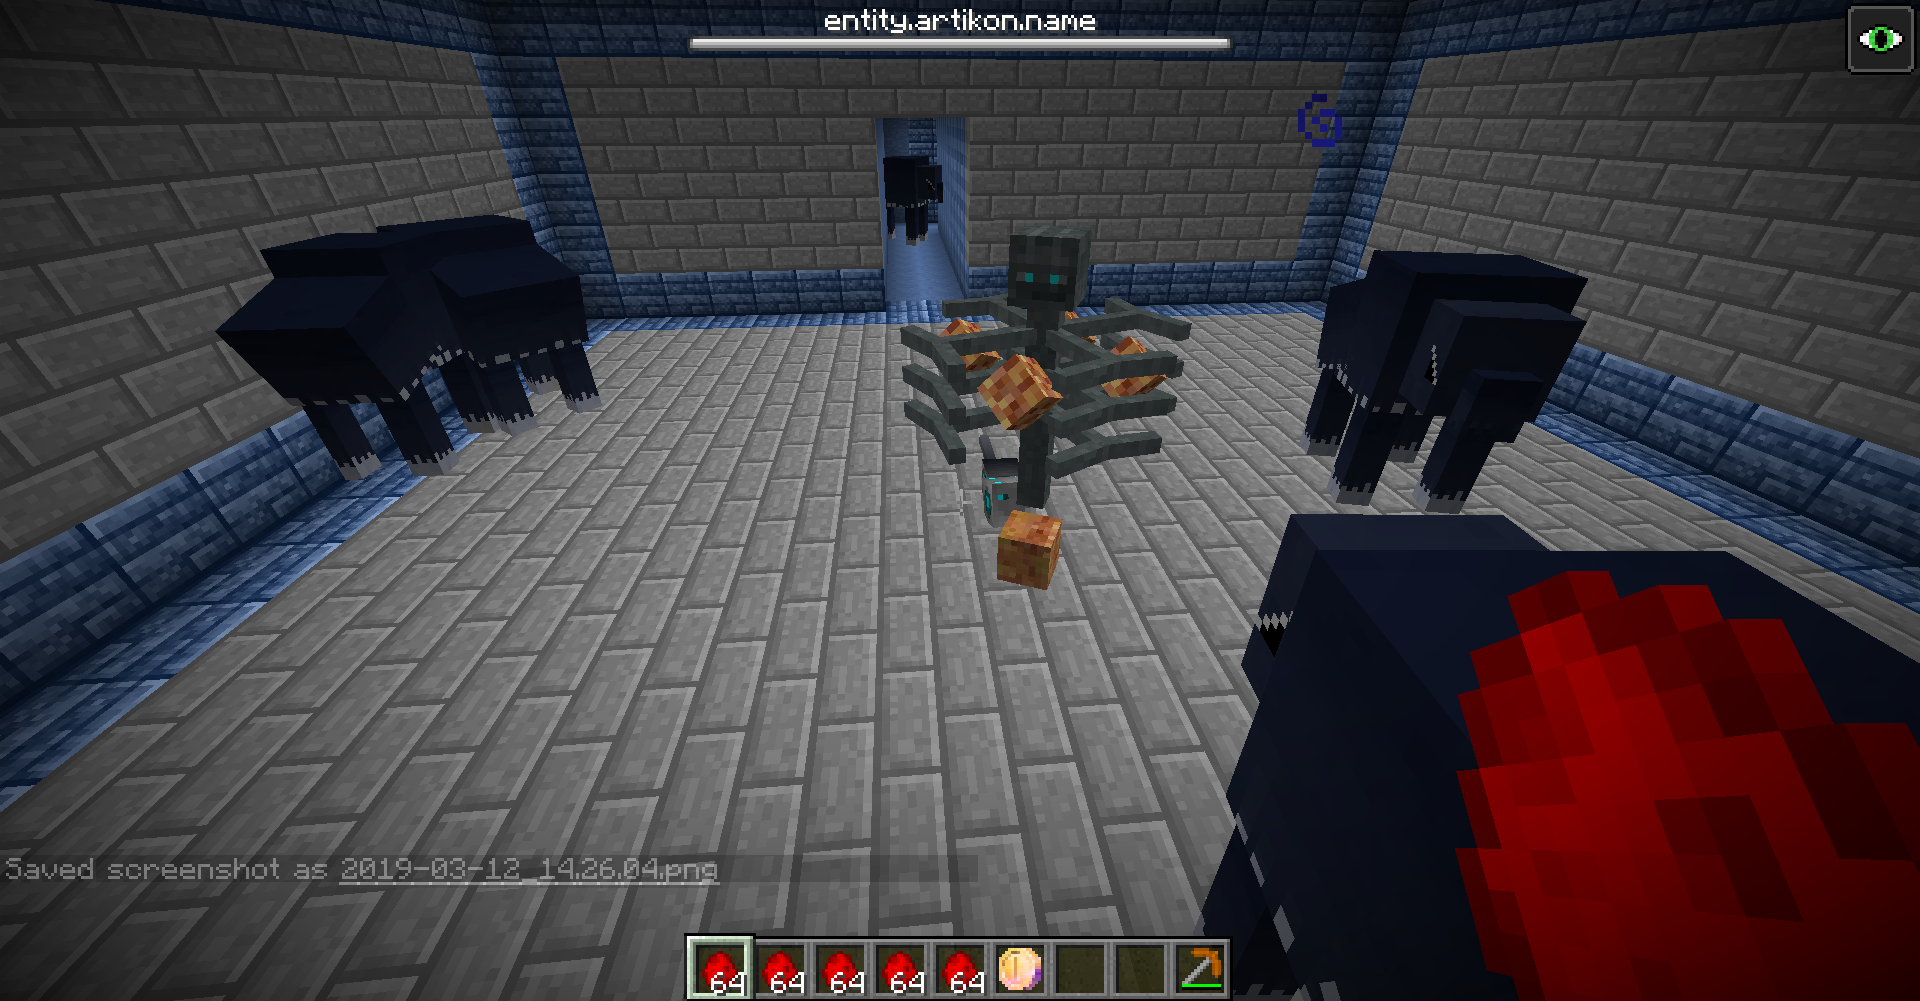 entity.artikon.name
Saved screenshot as 2019-03-12_14.26.04.png
64 64 64 64 64